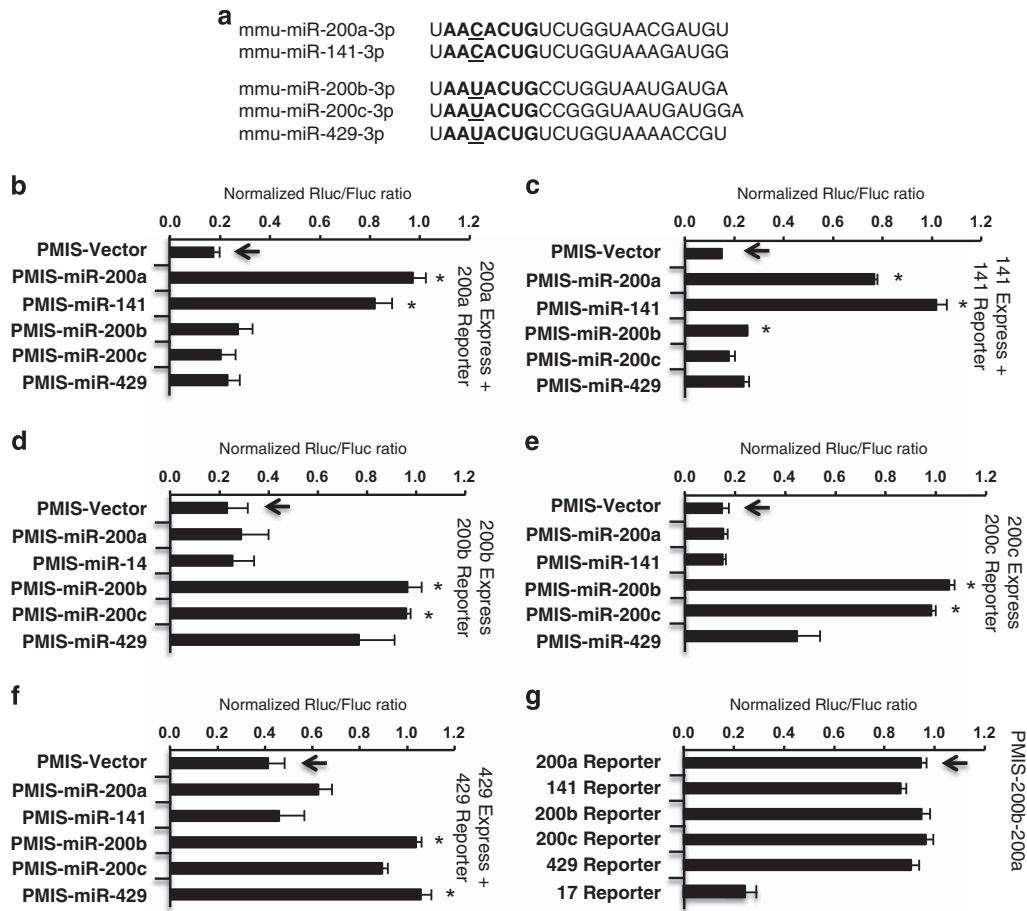 a
mmu-miR-200a-3p UAACACUGUCUGGUAACGAUGU
mmu-miR-141-3p UAACACUGUCUGGUAAAGAUGG
mmu-miR-200b-3p UAAUACUGCCUGGUAAUGAUGA
mmu-miR-200c-3p UAAUACUGCCGGGUAAUGAUGGA
mmu-miR-429-3p UAAUACUGUCUGGUAAAACCGU
b
Normalized Rluc/Fluc ratio
0.0 0.2 0.4 0.6 0.8 1.0 1.2
PMIS-Vector
PMIS-miR-200a *
PMIS-miR-141 *
PMIS-miR-200b
PMIS-miR-200c
PMIS-miR-429
200a Express +
200a Reporter
c
Normalized Rluc/Fluc ratio
0.0 0.2 0.4 0.6 0.8 1.0 1.2
PMIS-Vector
PMIS-miR-200a *
PMIS-miR-141 *
PMIS-miR-200b *
PMIS-miR-200c
PMIS-miR-429
141 Express +
141 Reporter
d
Normalized Rluc/Fluc ratio
0.0 0.2 0.4 0.6 0.8 1.0 1.2
PMIS-Vector
PMIS-miR-200a
PMIS-miR-14
PMIS-miR-200b *
PMIS-miR-200c *
PMIS-miR-429
200b Express
200b Reporter
e
Normalized Rluc/Fluc ratio
0.0 0.2 0.4 0.6 0.8 1.0 1.2
PMIS-Vector
PMIS-miR-200a
PMIS-miR-141
PMIS-miR-200b *
PMIS-miR-200c *
PMIS-miR-429
200c Express
200c Reporter
f
Normalized Rluc/Fluc ratio
0.0 0.2 0.4 0.6 0.8 1.0 1.2
PMIS-Vector
PMIS-miR-200a
PMIS-miR-141
PMIS-miR-200b *
PMIS-miR-200c
PMIS-miR-429 *
429 Express +
429 Reporter
g
Normalized Rluc/Fluc ratio
0.0 0.2 0.4 0.6 0.8 1.0 1.2
200a Reporter
141 Reporter
200b Reporter
200c Reporter
429 Reporter
17 Reporter
PMIS-200b-200a